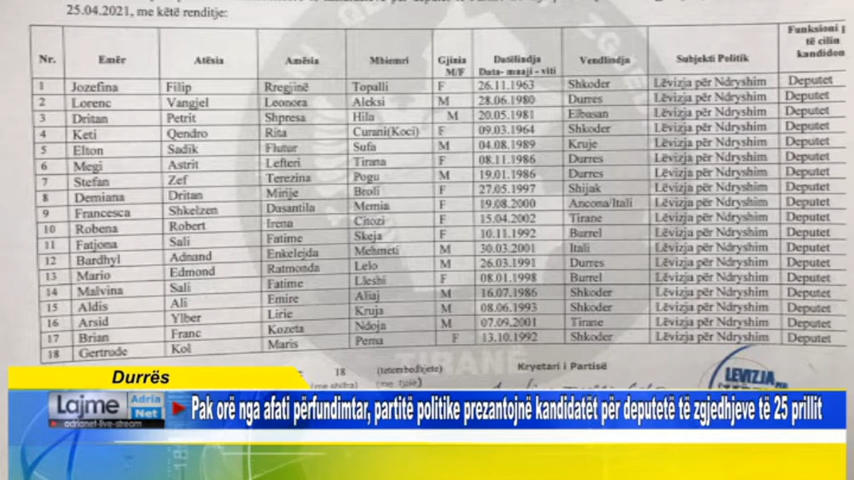 25.04.2021, me këtë renditje:
Nr. Emër Atësia Amësia Mbiemri Gjinia M/F Datëlindja Data- muaji - viti Vendlindja Subjekti Politik Funksioni p të cilin kandidon
1 Jozefina Filip Rregjinë Topalli F 26.11.1963 Shkoder Lëvizja për Ndryshim Deputet
2 Lorenc Vangjel Leonora Aleksi M 28.06.1980 Durres Lëvizja për Ndryshim Deputet
3 Dritan Petrit Shpresa Hila M 20.05.1981 Elbasan Lëvizja për Ndryshim Deputet
4 Keti Qendro Rita Curani(Koci) F 09.03.1964 Shkoder Lëvizja për Ndryshim Deputet
5 Elton Sadik Flutur Sufa M 04.08.1989 Kruje Lëvizja për Ndryshim Deputet
6 Megi Astrit Lefteri Tirana F 08.11.1986 Durres Lëvizja për Ndryshim Deputet
7 Stefan Zef Terezina Pogu M 19.01.1986 Durres Lëvizja për Ndryshim Deputet
8 Demiana Dritan Mirije Broli F 27.05.1997 Shijak Lëvizja për Ndryshim Deputet
9 Francesca Shkelzen Dasantila Memia F 19.08.2000 Ancona/Itali Lëvizja për Ndryshim Deputet
10 Robena Robert Irena Citozi F 15.04.2002 Tirane Lëvizja për Ndryshim Deputet
11 Fatjona Sali Fatime Skeja F 10.11.1992 Burrel Lëvizja për Ndryshim Deputet
12 Bardhyl Adnand Enkelejda Mehmeti M 30.03.2001 Itali Lëvizja për Ndryshim Deputet
13 Mario Edmond Ratmonda Lelo M 26.03.1991 Durres Lëvizja për Ndryshim Deputet
14 Malvina Sali Fatime Lleshi F 08.01.1998 Burrel Lëvizja për Ndryshim Deputet
15 Aldis Ali Emire Aliaj M 16.07.1986 Shkoder Lëvizja për Ndryshim Deputet
16 Arsid Ylber Lirie Kruja M 08.06.1993 Shkoder Lëvizja për Ndryshim Deputet
17 Brian Franc Kozeta Ndoja M 07.09.2001 Tirane Lëvizja për Ndryshim Deputet
18 Gertrude Kol Maris Pema F 13.10.1992 Shkoder Lëvizja për Ndryshim Deputet
TIRANE
18 (tetembedhjete) Kryetari i Partisë
(me shifra) (me fjale)
LEVIZJA
Durrës
Lajme Adria Net
adrianet-live-stream
Pak orë nga afati përfundimtar, partitë politike prezantojnë kandidatët për deputetë të zgjedhjeve të 25 prillit